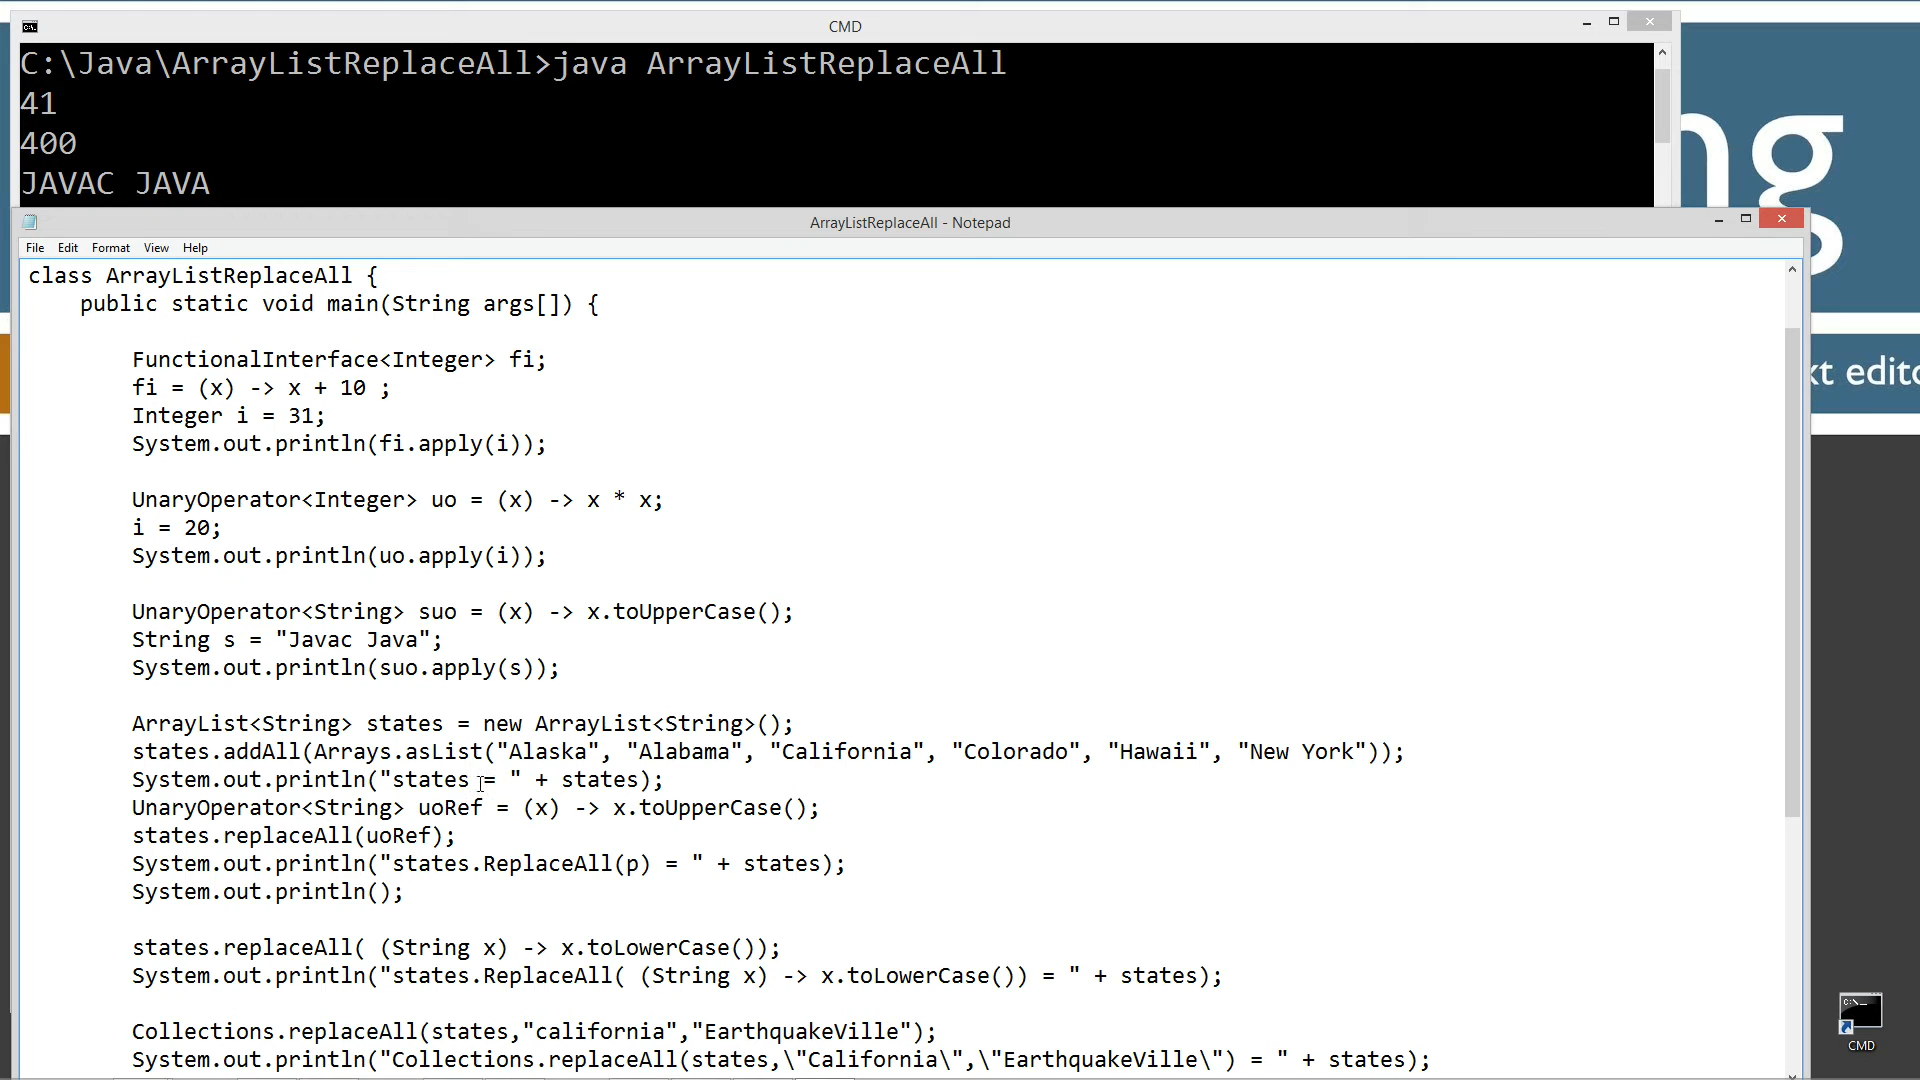 CMD
C:\Java\ArrayListReplaceAll>java ArrayListReplaceAll
41
400
JAVAC JAVA
ng
ArrayListReplaceAll - Notepad
File Edit Format View Help
class ArrayListReplaceAll {
    public static void main(String args[]) {
        FunctionalInterface<Integer> fi;
        fi = (x) -> x + 10 ;
        Integer i = 31;
        System.out.println(fi.apply(i));
        UnaryOperator<Integer> uo = (x) -> x * x;
        i = 20;
        System.out.println(uo.apply(i));
        UnaryOperator<String> suo = (x) -> x.toUpperCase();
        String s = "Javac Java";
        System.out.println(suo.apply(s));
        ArrayList<String> states = new ArrayList<String>();
        states.addAll(Arrays.asList("Alaska", "Alabama", "California", "Colorado", "Hawaii", "New York"));
        System.out.println("states = " + states);
        UnaryOperator<String> uoRef = (x) -> x.toUpperCase();
        states.replaceAll(uoRef);
        System.out.println("states.ReplaceAll(p) = " + states);
        System.out.println();
        states.replaceAll( (String x) -> x.toLowerCase());
        System.out.println("states.ReplaceAll( (String x) -> x.toLowerCase()) = " + states);
        Collections.replaceAll(states,"california","EarthquakeVille");
        System.out.println("Collections.replaceAll(states,\"California\",\"EarthquakeVille\") = " + states);
CMD